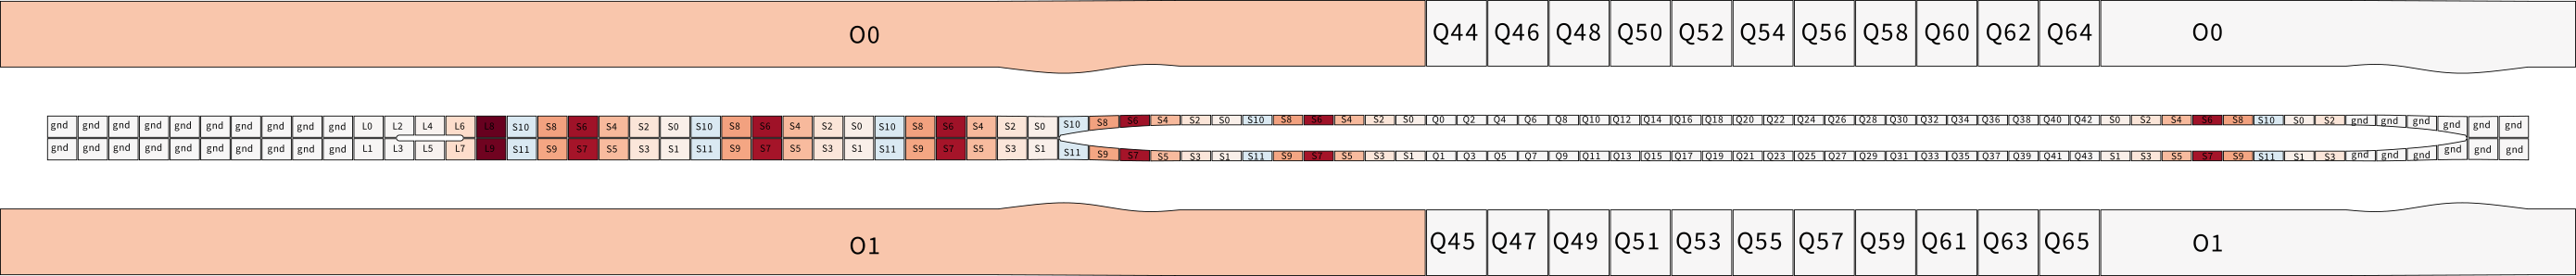 O0 Q44 Q46 Q48 Q50 Q52 Q54 Q56 Q58 Q60 Q62 Q64 O0
gnd gnd gnd gnd gnd gnd gnd gnd gnd gnd L0 L2 L4 L6 L8 S10 S8 S6 S4 S2 S0 S10 S8 S6 S4 S2 S0 S10 S8 S6 S4 S2 S0 S10 S8 S6 S4 S2 S0 S10 S8 S6 S4 S2 S0 Q0 Q2 Q4 Q6 Q8 Q10 Q12 Q14 Q16 Q18 Q20 Q22 Q24 Q26 Q28 Q30 Q32 Q34 Q36 Q38 Q40 Q42 S0 S2 S4 S6 S8 S10 S0 S2 gnd gnd gnd gnd gnd gnd
gnd gnd gnd gnd gnd gnd gnd gnd gnd gnd L1 L3 L5 L7 L9 S11 S9 S7 S5 S3 S1 S11 S9 S7 S5 S3 S1 S11 S9 S7 S5 S3 S1 S11 S9 S7 S5 S3 S1 S11 S9 S7 S5 S3 S1 Q1 Q3 Q5 Q7 Q9 Q11 Q13 Q15 Q17 Q19 Q21 Q23 Q25 Q27 Q29 Q31 Q33 Q35 Q37 Q39 Q41 Q43 S1 S3 S5 S7 S9 S11 S1 S3 gnd gnd gnd gnd gnd gnd
O1 Q45 Q47 Q49 Q51 Q53 Q55 Q57 Q59 Q61 Q63 Q65 O1